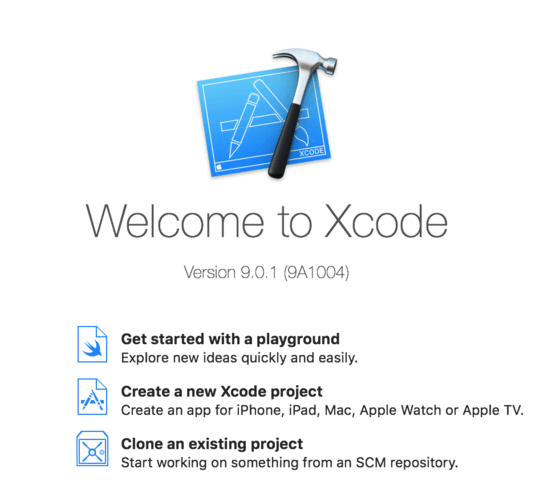 XCODE
Welcome to Xcode
Version 9.0.1 (9A1004)
Get started with a playground
Explore new ideas quickly and easily.
Create a new Xcode project
Create an app for iPhone, iPad, Mac, Apple Watch or Apple TV.
Clone an existing project
Start working on something from an SCM repository.